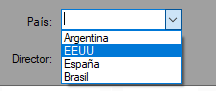 País:
Argentina
EEUU
España
Director:
Brasil